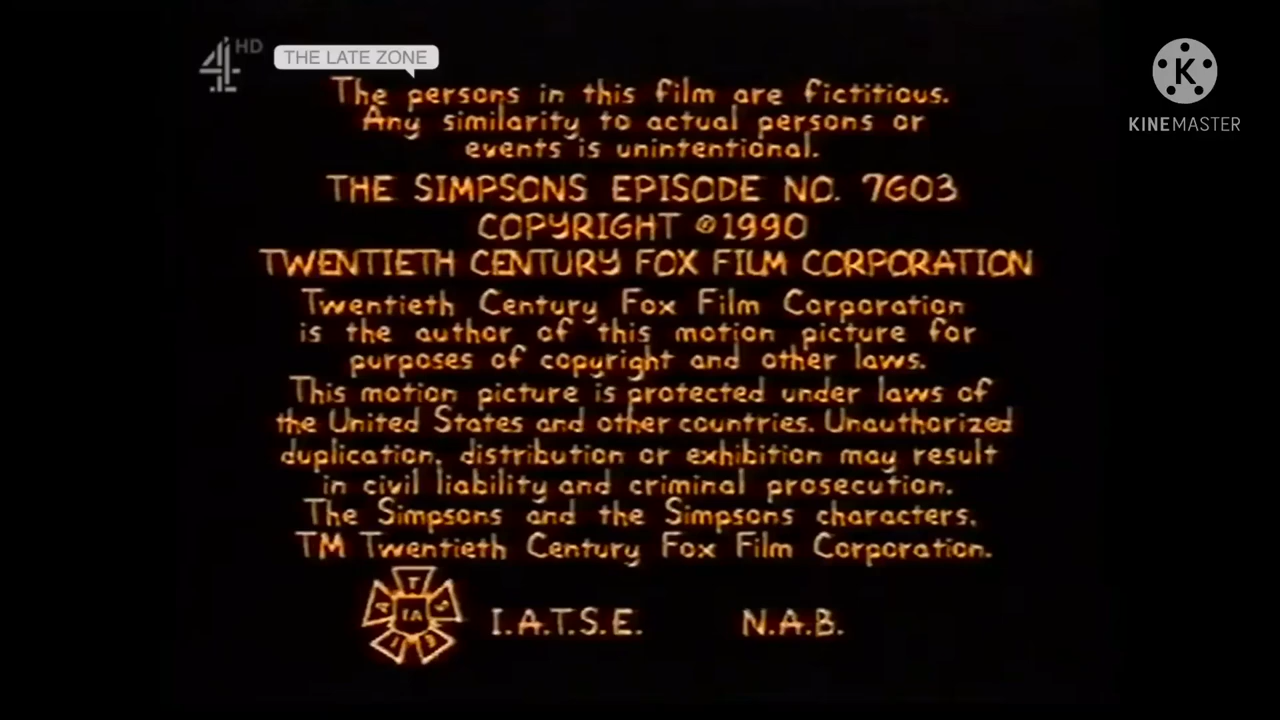 4 HD
THE LATE ZONE
K
KINEMASTER
The persons in this film are fictitious.
Any similarity to actual persons or
events is unintentional.
THE SIMPSONS EPISODE NO. 7G03
COPYRIGHT ©1990
TWENTIETH CENTURY FOX FILM CORPORATION
Twentieth Century Fox Film Corporation
is the author of this motion picture for
purposes of copyright and other laws.
This motion picture is protected under laws of
the United States and other countries. Unauthorized
duplication, distribution or exhibition may result
in civil liability and criminal prosecution.
The Simpsons and the Simpsons characters,
TM Twentieth Century Fox Film Corporation.
IA T S E I A
I.A.T.S.E. N.A.B.